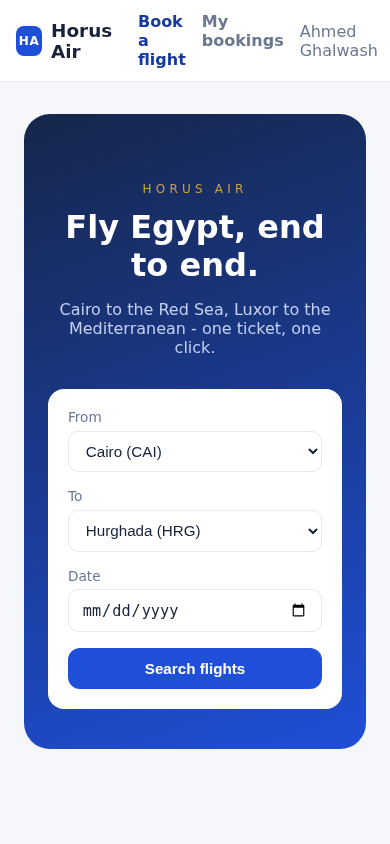 HA
Horus
Air
Book
a
flight
My
bookings
Ahmed
Ghalwash
HORUS AIR
Fly Egypt, end
to end.
Cairo to the Red Sea, Luxor to the
Mediterranean - one ticket, one
click.
From
Cairo (CAI)
To
Hurghada (HRG)
Date
mm/dd/yyyy
Search flights